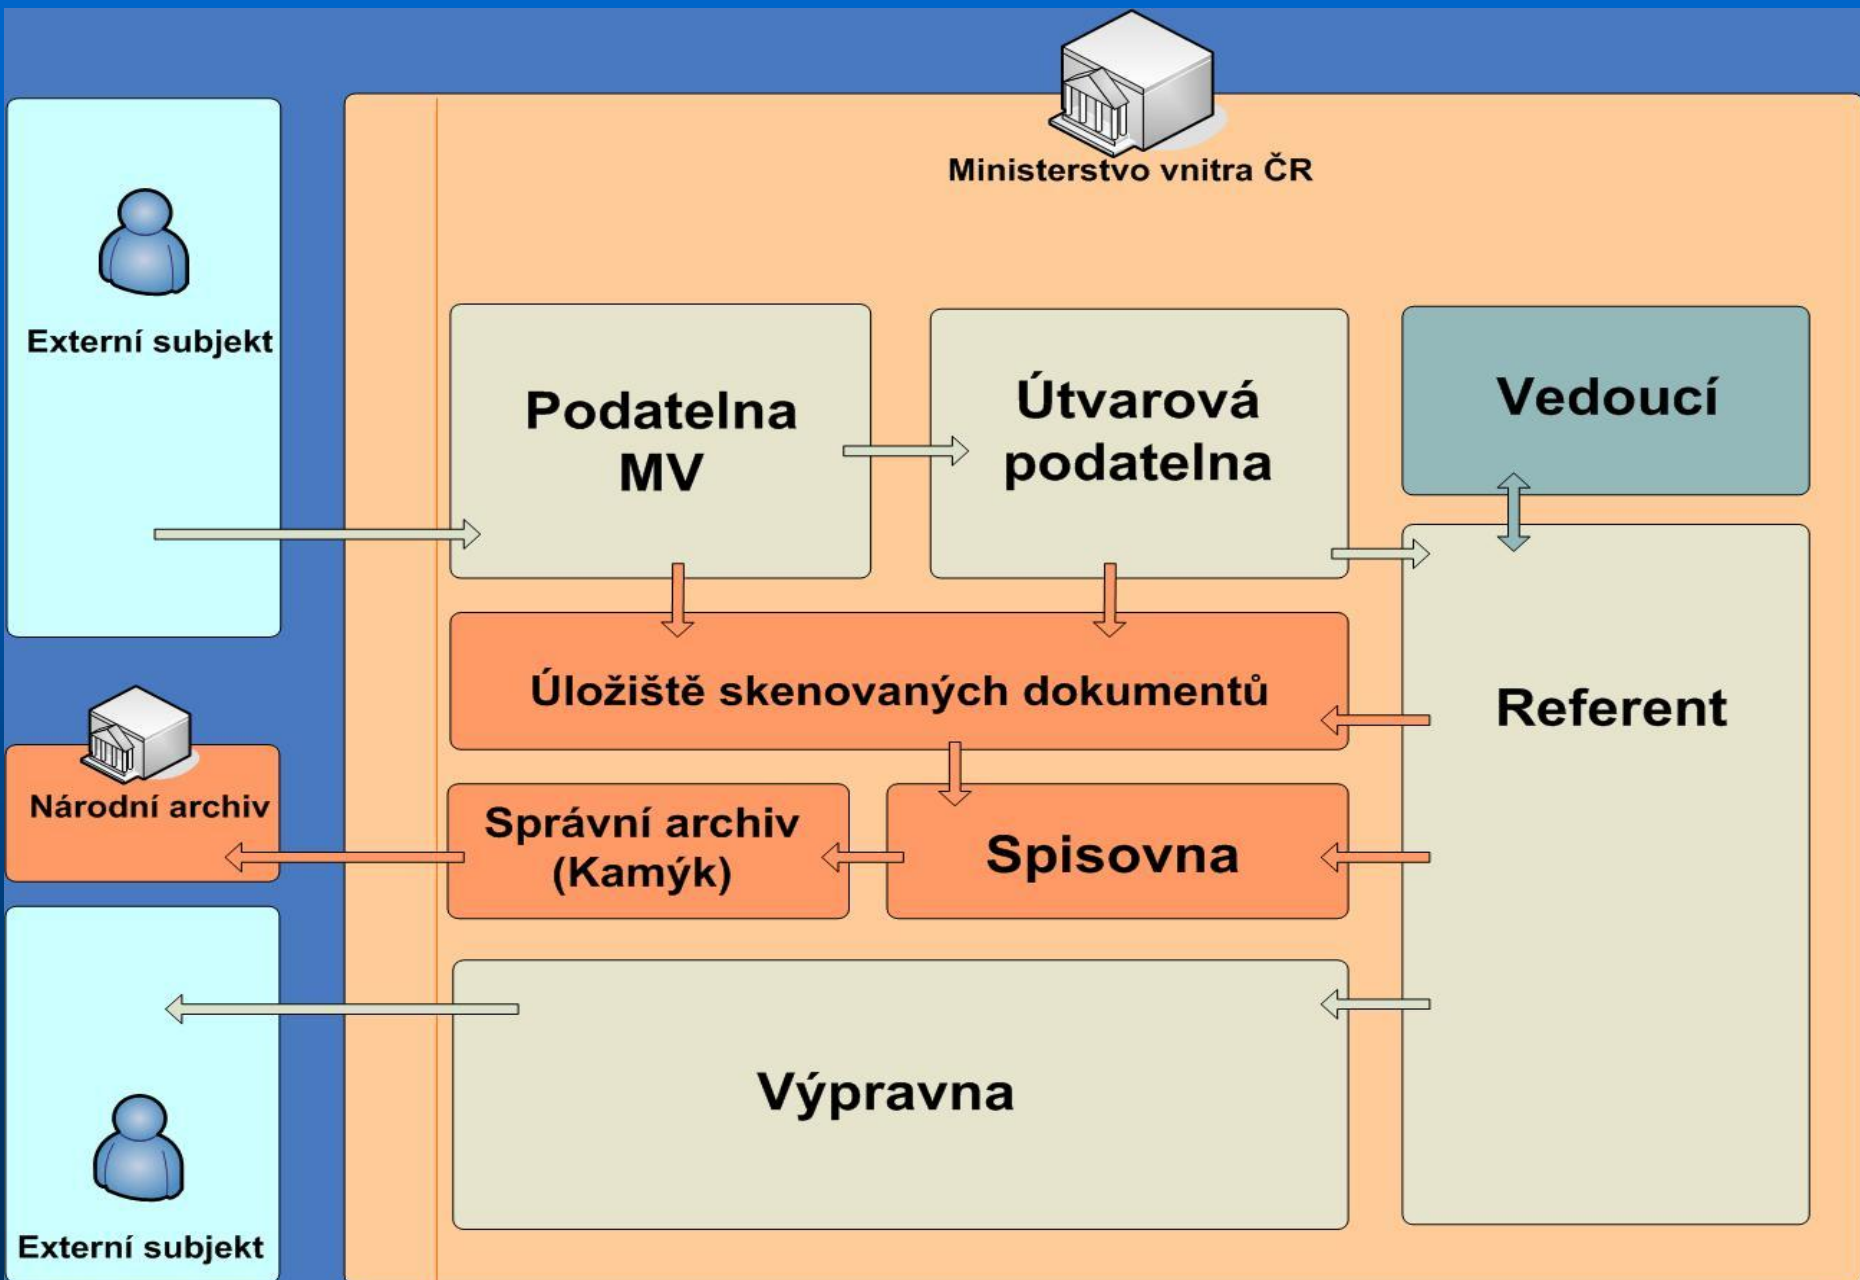 Ministerstvo vnitra ČR
Externí subjekt
Podatelna
MV
Útvarová
podatelna
Vedoucí
Úložiště skenovaných dokumentů
Referent
Národní archiv
Správní archiv
(Kamýk)
Spisovna
Výpravna
Externí subjekt